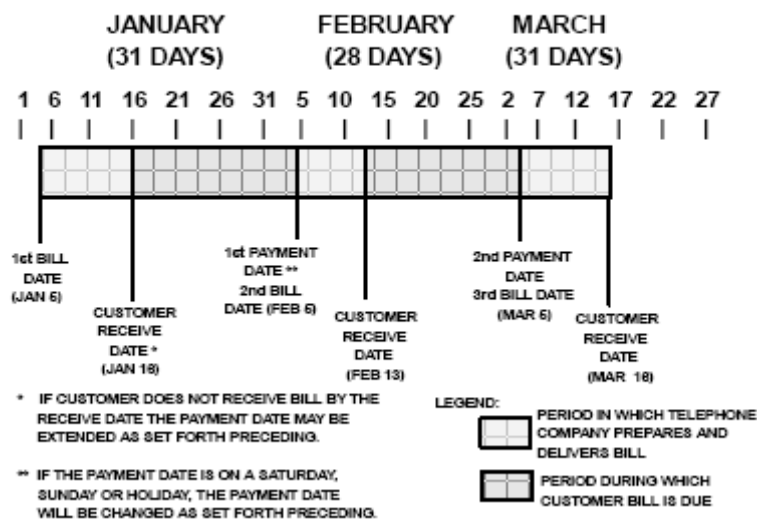 JANUARY FEBRUARY MARCH
(31 DAYS) (28 DAYS) (31 DAYS)
1 6 11 16 21 26 31 5 10 15 20 25 2 7 12 17 22 27
1st BILL
DATE
(JAN 5)
CUSTOMER
RECEIVE
DATE *
(JAN 16)
1st PAYMENT
DATE **
2nd BILL
DATE (FEB 5)
CUSTOMER
RECEIVE
DATE
(FEB 13)
2nd PAYMENT
DATE
3rd BILL DATE
(MAR 5)
CUSTOMER
RECEIVE
DATE
(MAR 16)
* IF CUSTOMER DOES NOT RECEIVE BILL BY THE
RECEIVE DATE THE PAYMENT DATE MAY BE
EXTENDED AS SET FORTH PRECEDING.
** IF THE PAYMENT DATE IS ON A SATURDAY,
SUNDAY OR HOLIDAY, THE PAYMENT DATE
WILL BE CHANGED AS SET FORTH PRECEDING.
LEGEND:
PERIOD IN WHICH TELEPHONE
COMPANY PREPARES AND
DELIVERS BILL
PERIOD DURING WHICH
CUSTOMER BILL IS DUE